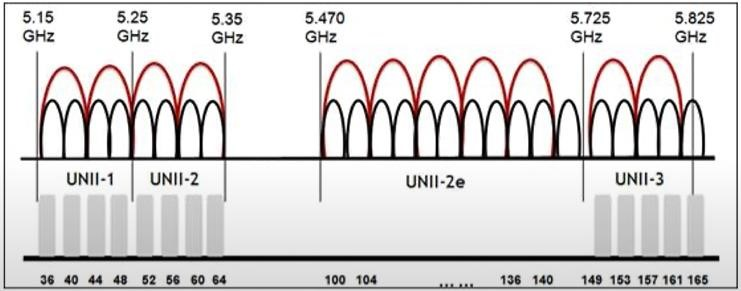 5.15 GHz
5.25 GHz
5.35 GHz
5.470 GHz
5.725 GHz
5.825 GHz
UNII-1 UNII-2 UNII-2e UNII-3
36 40 44 48 52 56 60 64 100 104 ... ... 136 140 149 153 157 161 165